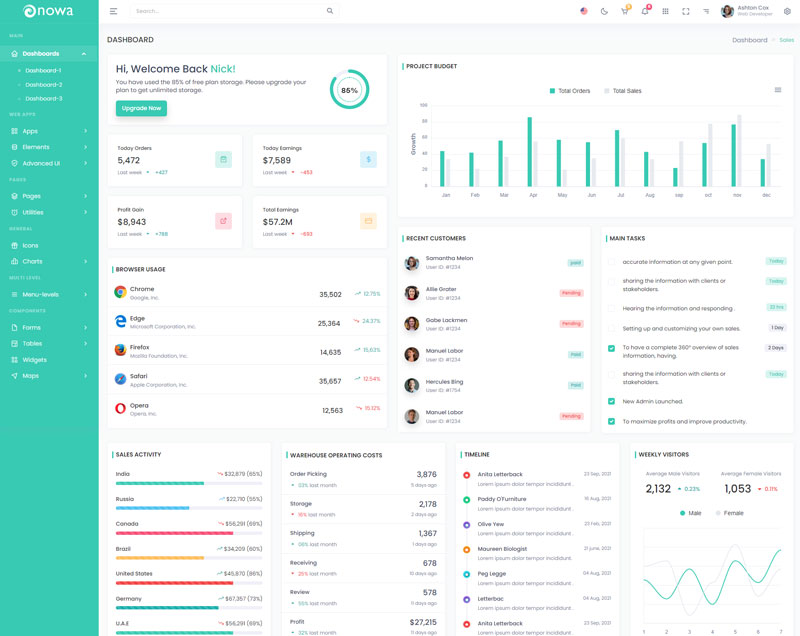 nowa
Search...
5
6
Ashton Cox
Web Developer
MAIN
Dashboards
Dashboard-1
Dashboard-2
Dashboard-3
WEB APPS
Apps
Elements
Advanced UI
PAGES
Pages
Utilities
GENERAL
Icons
Charts
MULTI LEVEL
Menu-levels
COMPONENTS
Forms
Tables
Widgets
Maps
DASHBOARD
Dashboard
Sales
Hi, Welcome Back Nick!
You have used the 85% of free plan storage. Please upgrade your
plan to get unlimited storage.
Upgrade Now
85%
Today Orders
5,472
Last week +427
Today Earnings
$7,589
Last week -453
Profit Gain
$8,943
Last week +788
Total Earnings
$57.2M
Last week -693
PROJECT BUDGET
Total Orders Total Sales
Growth
100
80
60
40
20
0
Jan Feb Mar Apr May Jun Jul Aug sep oct nov dec
BROWSER USAGE
Chrome
Google, Inc.
35,502
12.75%
Edge
Microsoft Corporation, Inc.
25,364
24.37%
Firefox
Mozilla Foundation, Inc.
14,635
15,63%
Safari
Apple Corporation, Inc.
35,657
12.54%
Opera
Opera, Inc.
12,563
15.12%
RECENT CUSTOMERS
Samantha Melon
User ID: #1234
paid
Allie Grater
User ID: #1234
Pending
Gabe Lackmen
User ID: #1234
Pending
Manuel Labor
User ID: #1234
Paid
Hercules Bing
User ID: #1754
Paid
Manuel Labor
User ID: #1234
Pending
MAIN TASKS
accurate information at any given point.
Today
sharing the information with clients or
stakeholders.
Today
Hearing the information and responding .
22 hrs
Setting up and customizing your own sales.
1 Day
To have a complete 360° overview of sales
information, having.
2 Days
sharing the information with clients or
stakeholders.
Today
New Admin Launched.
To maximize profits and improve productivity.
SALES ACTIVITY
India
$32,879 (65%)
Russia
$22,710 (55%)
Canada
$56,291 (69%)
Brazil
$34,209 (60%)
United States
$45,870 (86%)
Germany
$67,357 (73%)
U.A.E
$56,291 (69%)
WAREHOUSE OPERATING COSTS
Order Picking
3,876
03% last month
5 days ago
Storage
2,178
16% last month
2 days ago
Shipping
1,367
06% last month
1 days ago
Receiving
678
25% last month
10 days ago
Review
578
55% last month
11 days ago
Profit
$27,215
32% last month
11 days ago
TIMELINE
Anita Letterback
23 Sep, 2021
Lorem ipsum dolor tempor incididunt .
Paddy O'Furniture
16 Aug, 2021
Lorem ipsum dolor tempor incididunt .
Olive Yew
23 Feb, 2021
Lorem ipsum dolor tempor incididunt .
Maureen Biologist
21 june, 2021
Lorem ipsum dolor tempor incididunt .
Peg Legge
04 Aug, 2021
Lorem ipsum dolor tempor incididunt .
Letterbac
04 Aug, 2021
Lorem ipsum dolor tempor incididunt .
Anita Letterback
23 Sep, 2021
Lorem ipsum dolor tempor incididunt .
WEEKLY VISITORS
Average Male Visitors
2,132 0.23%
Average Female Visitors
1,053 0.11%
Male Female
1 2 3 4 5 6 7